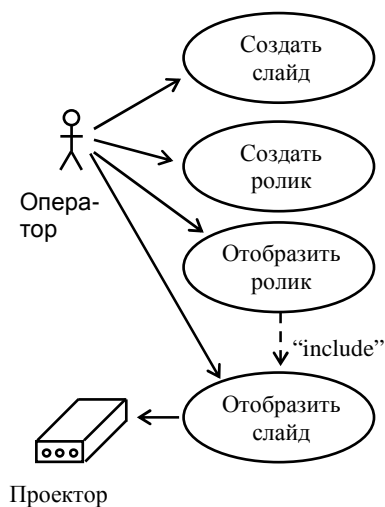 Создать
слайд
Создать
ролик
Опера-
тор
Отобразить
ролик
“include”
Отобразить
слайд
Проектор